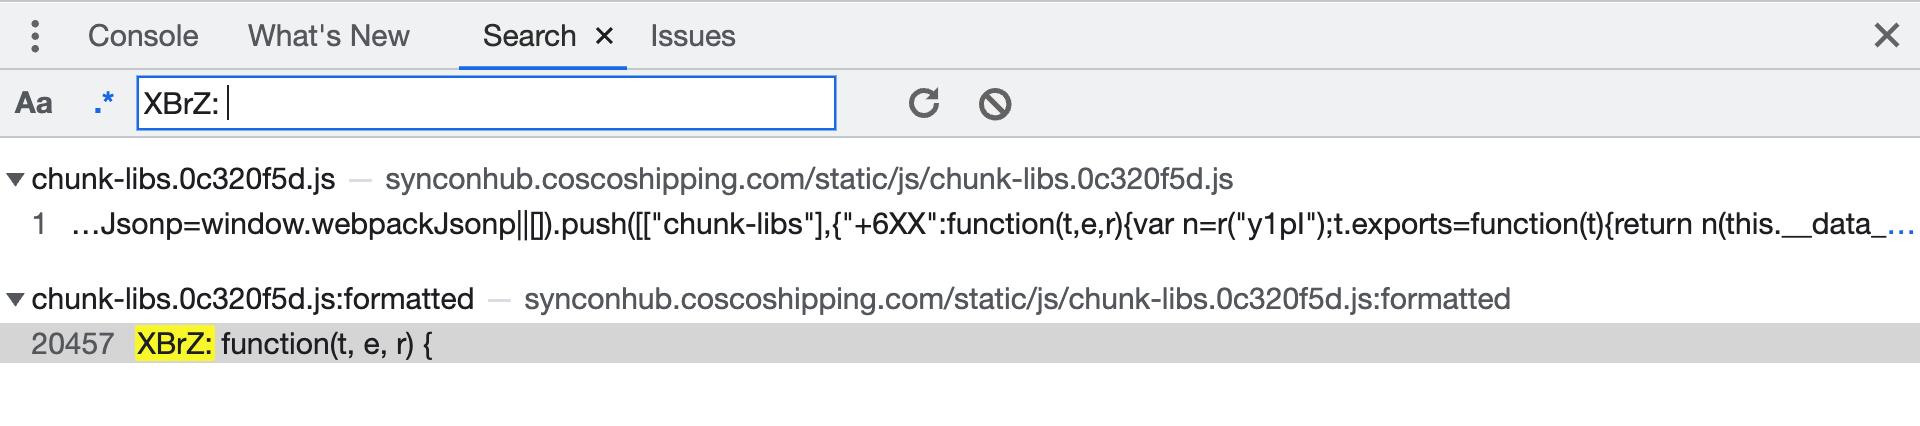 Console What's New Search × Issues ×
Aa .* XBrZ:
chunk-libs.0c320f5d.js — synconhub.coscoshipping.com/static/js/chunk-libs.0c320f5d.js
1 …Jsonp=window.webpackJsonp||[]).push([["chunk-libs"],{"+6XX":function(t,e,r){var n=r("y1pI");t.exports=function(t){return n(this.__data_…
chunk-libs.0c320f5d.js:formatted — synconhub.coscoshipping.com/static/js/chunk-libs.0c320f5d.js:formatted
20457 XBrZ: function(t, e, r) {